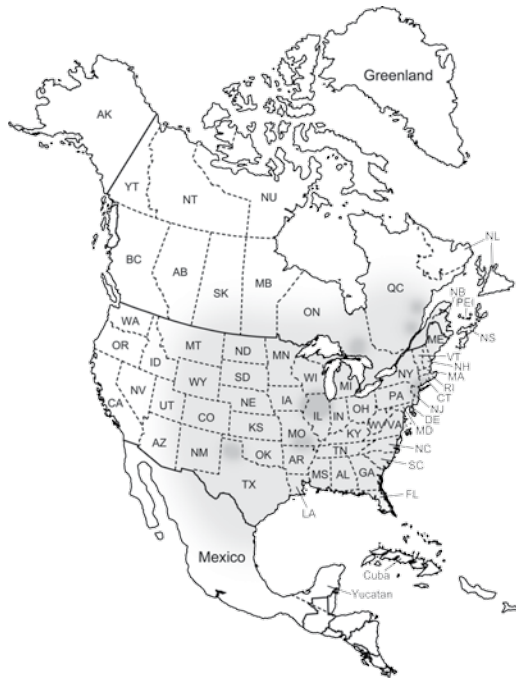 Greenland
AK
YT
NT
NU
NL
BC
AB
SK
MB
ON
QC
NB
PEI
NS
WA
OR
ID
MT
ND
MN
ME
VT
NH
MA
RI
CT
WY
SD
WI
MI
NY
NV
CA
UT
CO
NE
IA
IL
IN
OH
PA
NJ
DE
MD
KS
MO
KY
WV
VA
AZ
NM
OK
AR
TN
NC
SC
TX
MS
AL
GA
LA
FL
Mexico
Cuba
Yucatan